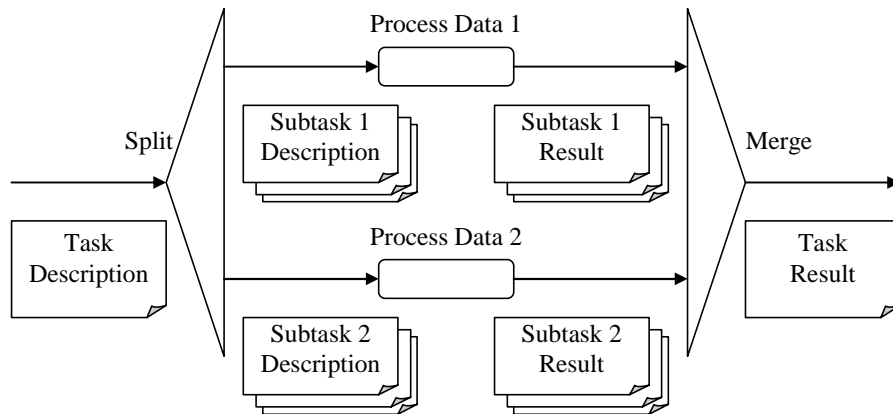 Process Data 1
Split
Subtask 1
Description
Subtask 1
Result
Merge
Task
Description
Process Data 2
Task
Result
Subtask 2
Description
Subtask 2
Result